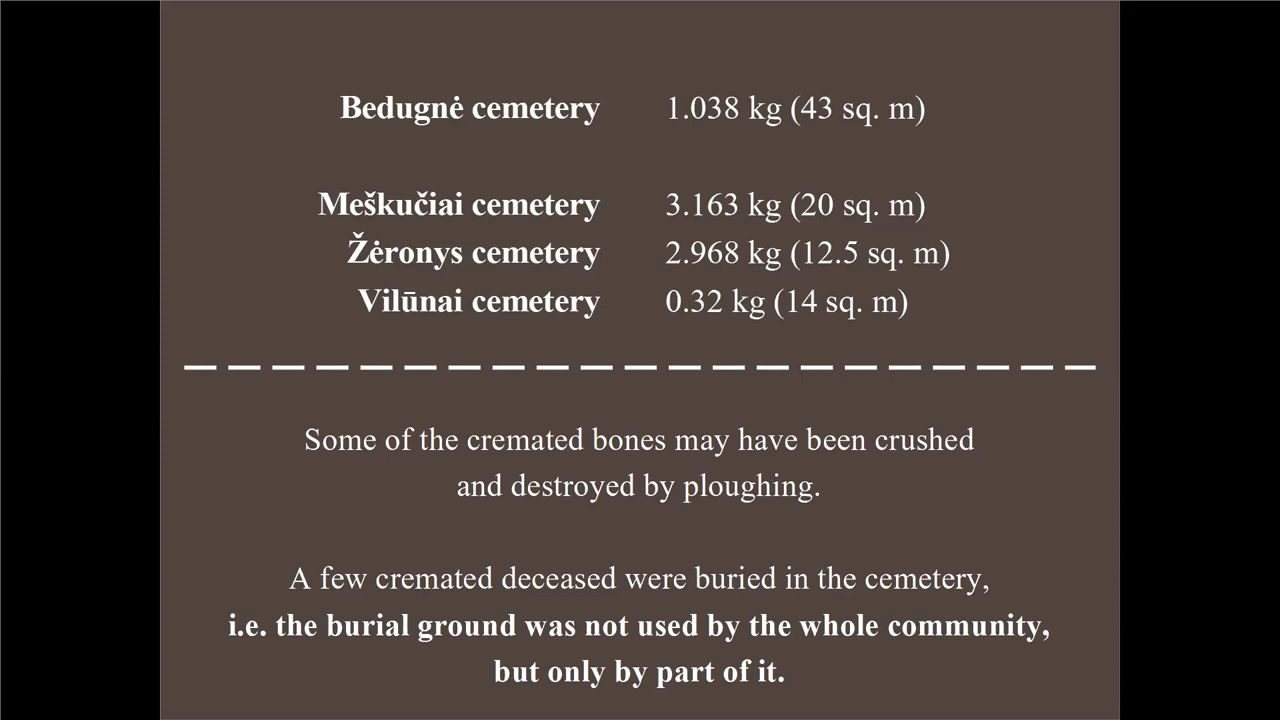 Bedugnė cemetery 1.038 kg (43 sq. m)
Meškučiai cemetery 3.163 kg (20 sq. m)
Žėronys cemetery 2.968 kg (12.5 sq. m)
Vilūnai cemetery 0.32 kg (14 sq. m)
Some of the cremated bones may have been crushed
and destroyed by ploughing.
A few cremated deceased were buried in the cemetery,
i.e. the burial ground was not used by the whole community,
but only by part of it.